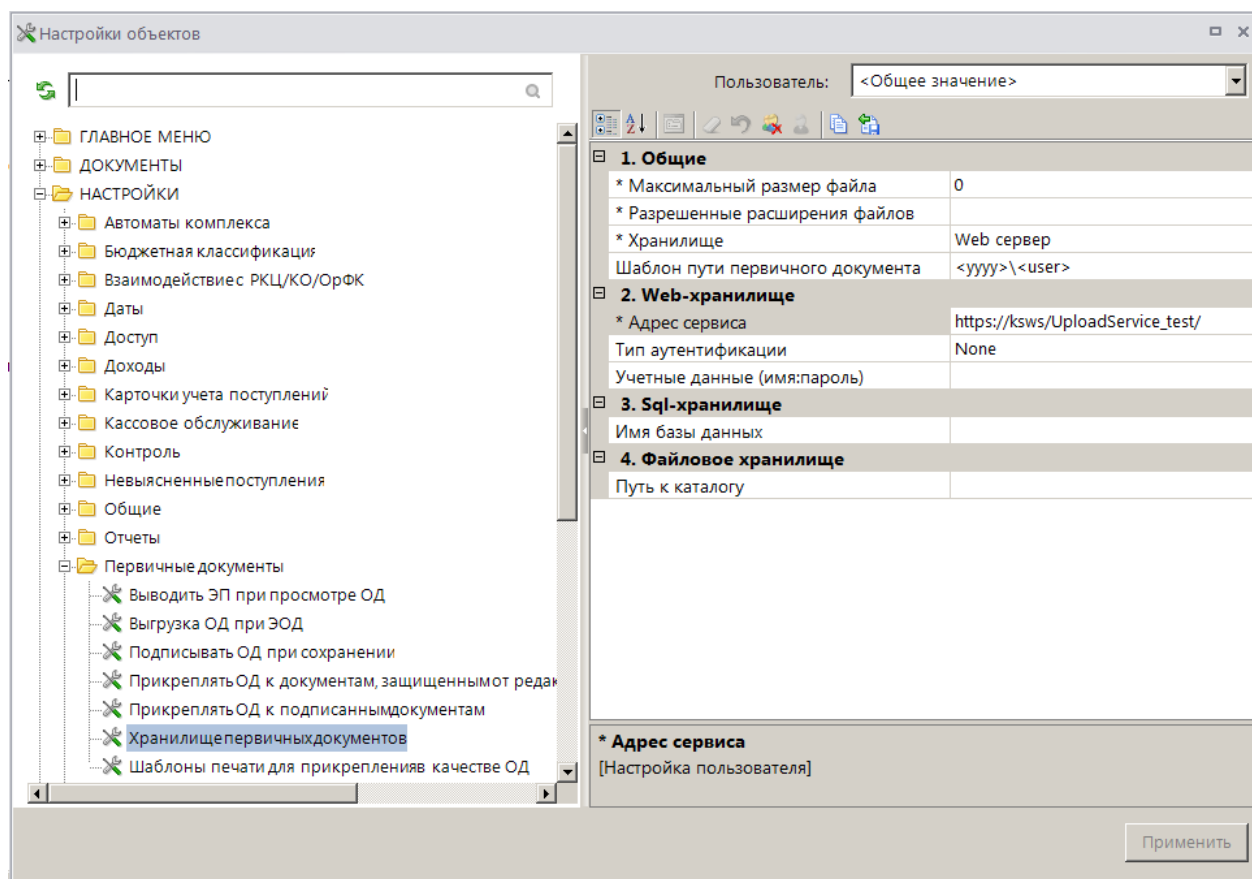 Настройки объектов
ГЛАВНОЕ МЕНЮ
ДОКУМЕНТЫ
НАСТРОЙКИ
Автоматы комплекса
Бюджетная классификация
Взаимодействие с РКЦ/КО/ОрФК
Даты
Доступ
Доходы
Карточки учета поступлений
Кассовое обслуживание
Контроль
Невыясненные поступления
Общие
Отчеты
Первичные документы
Выводить ЭП при просмотре ОД
Выгрузка ОД при ЭОД
Подписывать ОД при сохранении
Прикреплять ОД к документам, защищенным от редак
Прикреплять ОД к подписанным документам
Хранилище первичных документов
Шаблоны печати для прикрепления в качестве ОД
Пользователь: <Общее значение>
1. Общие
* Максимальный размер файла 0
* Разрешенные расширения файлов
* Хранилище Web сервер
Шаблон пути первичного документа <yyyy>\<user>
2. Web-хранилище
* Адрес сервиса https://ksws/UploadService_test/
Тип аутентификации None
Учетные данные (имя:пароль)
3. Sql-хранилище
Имя базы данных
4. Файловое хранилище
Путь к каталогу
* Адрес сервиса
[Настройка пользователя]
Применить